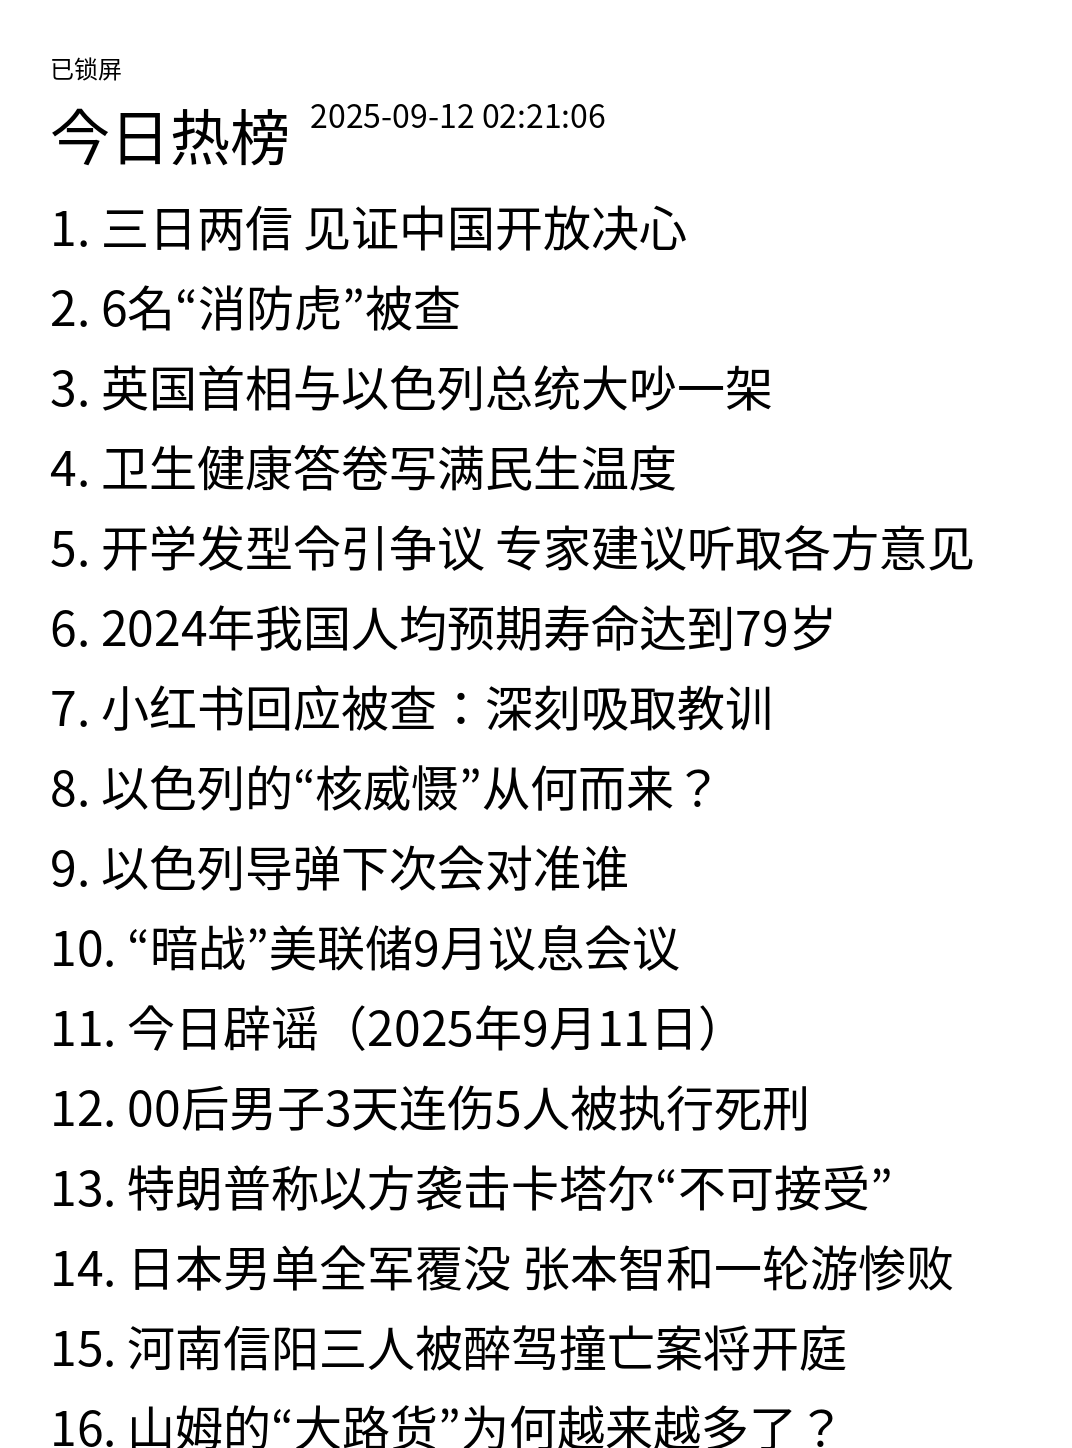 已锁屏
今日热榜 2025-09-12 02:21:06
1. 三日两信 见证中国开放决心
2. 6名“消防虎”被查
3. 英国首相与以色列总统大吵一架
4. 卫生健康答卷写满民生温度
5. 开学发型令引争议 专家建议听取各方意见
6. 2024年我国人均预期寿命达到79岁
7. 小红书回应被查：深刻吸取教训
8. 以色列的“核威慑”从何而来？
9. 以色列导弹下次会对准谁
10. “暗战”美联储9月议息会议
11. 今日辟谣（2025年9月11日）
12. 00后男子3天连伤5人被执行死刑
13. 特朗普称以方袭击卡塔尔“不可接受”
14. 日本男单全军覆没 张本智和一轮游惨败
15. 河南信阳三人被醉驾撞亡案将开庭
16. 山姆的“大路货”为何越来越多了？